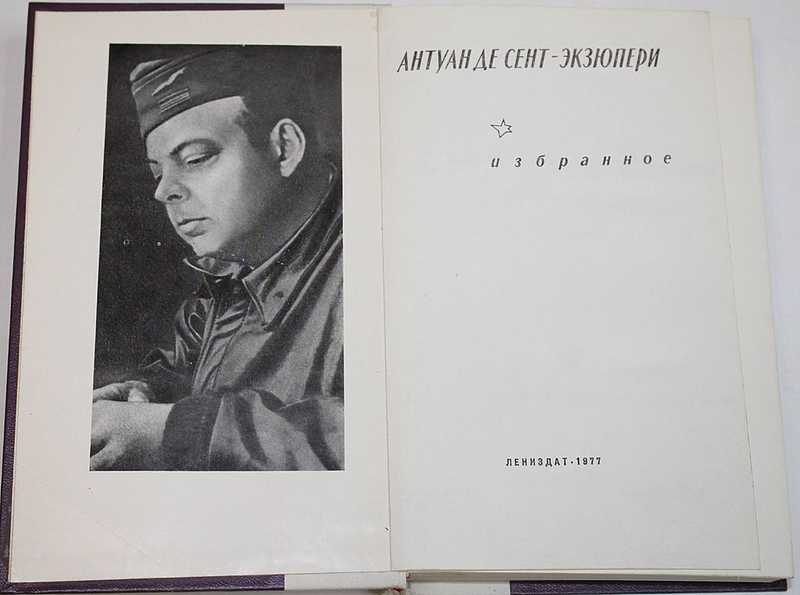 АНТУАН ДЕ СЕНТ-ЭКЗЮПЕРИ
избранное
ЛЕНИЗДАТ·1977